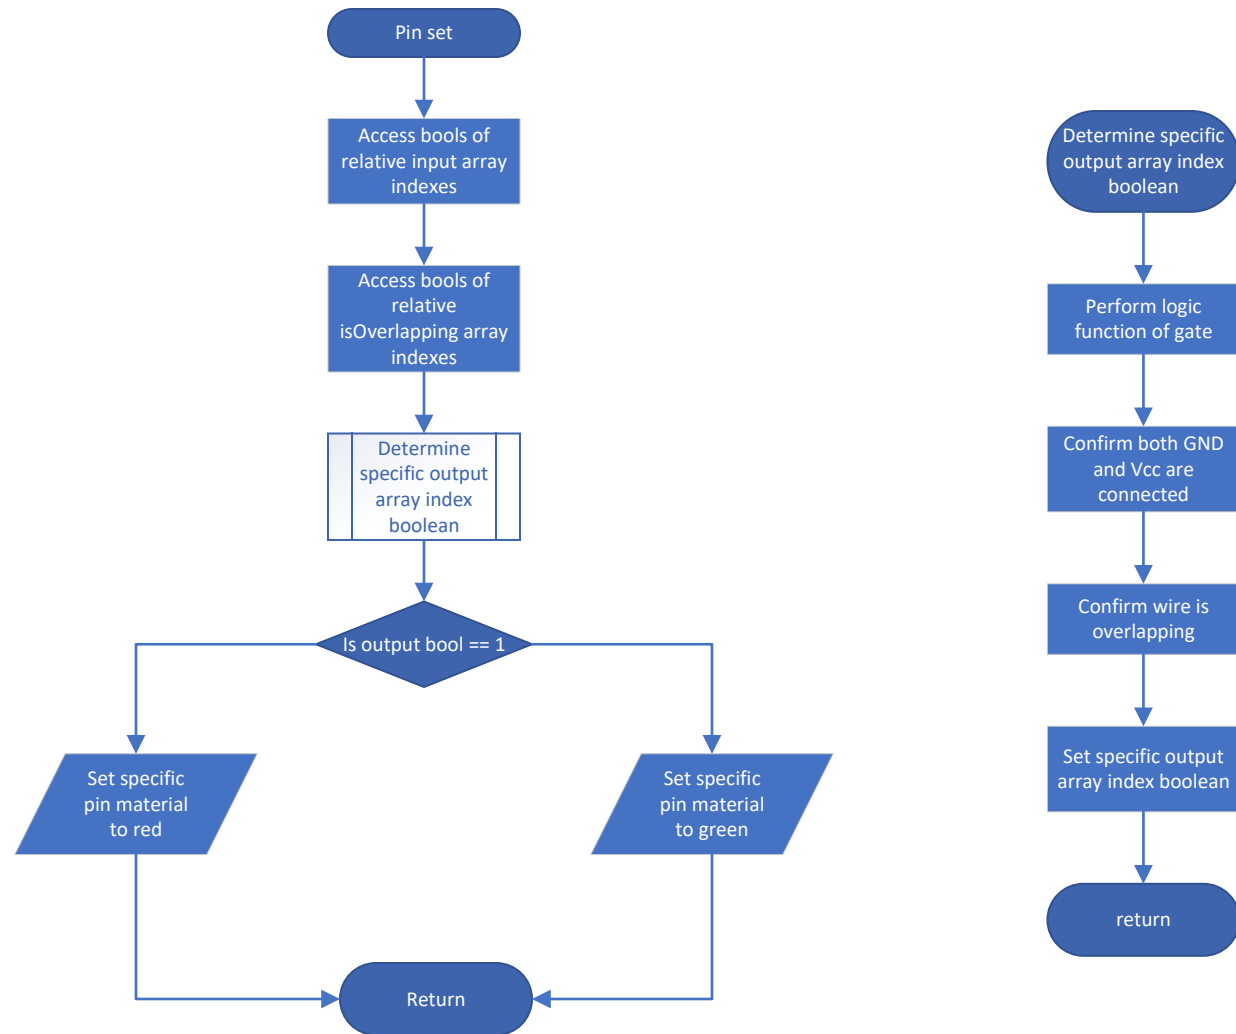 Pin set
Access bools of
relative input array
indexes
Access bools of
relative
isOverlapping array
indexes
Determine
specific output
array index
boolean
Is output bool == 1
Set specific
pin material
to red
Set specific
pin material
to green
Return
Determine specific
output array index
boolean
Perform logic
function of gate
Confirm both GND
and Vcc are
connected
Confirm wire is
overlapping
Set specific output
array index boolean
return